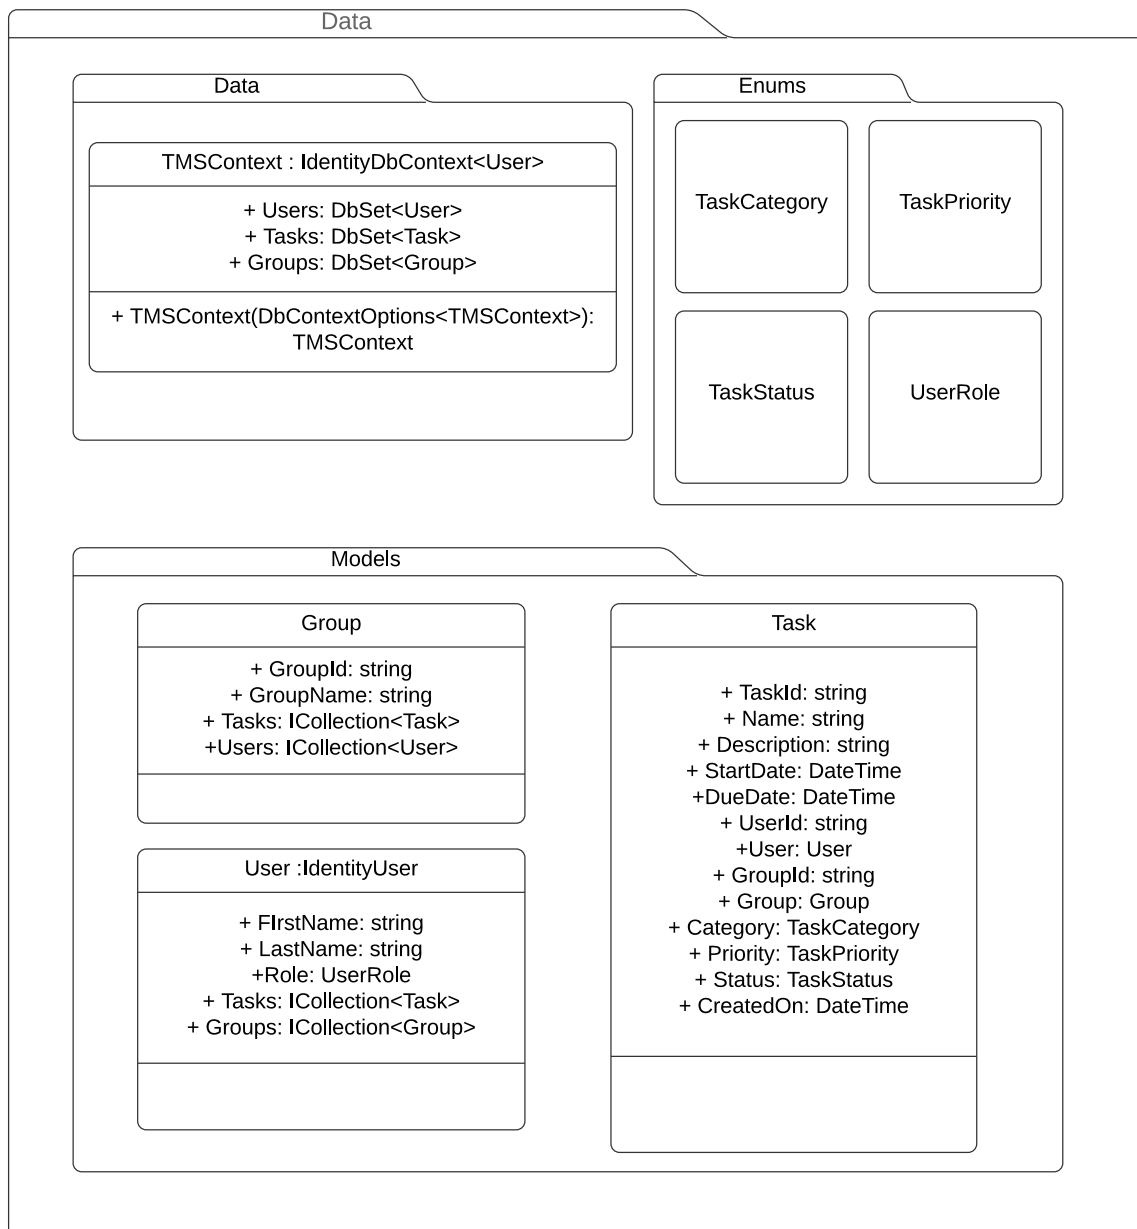 Data
Data
TMSContext : IdentityDbContext<User>
+ Users: DbSet<User>
+ Tasks: DbSet<Task>
+ Groups: DbSet<Group>
+ TMSContext(DbContextOptions<TMSContext>):
TMSContext
Enums
TaskCategory
TaskPriority
TaskStatus
UserRole
Models
Group
+ GroupId: string
+ GroupName: string
+ Tasks: ICollection<Task>
+Users: ICollection<User>
User :IdentityUser
+ FIrstName: string
+ LastName: string
+Role: UserRole
+ Tasks: ICollection<Task>
+ Groups: ICollection<Group>
Task
+ TaskId: string
+ Name: string
+ Description: string
+ StartDate: DateTime
+DueDate: DateTime
+ UserId: string
+User: User
+ GroupId: string
+ Group: Group
+ Category: TaskCategory
+ Priority: TaskPriority
+ Status: TaskStatus
+ CreatedOn: DateTime